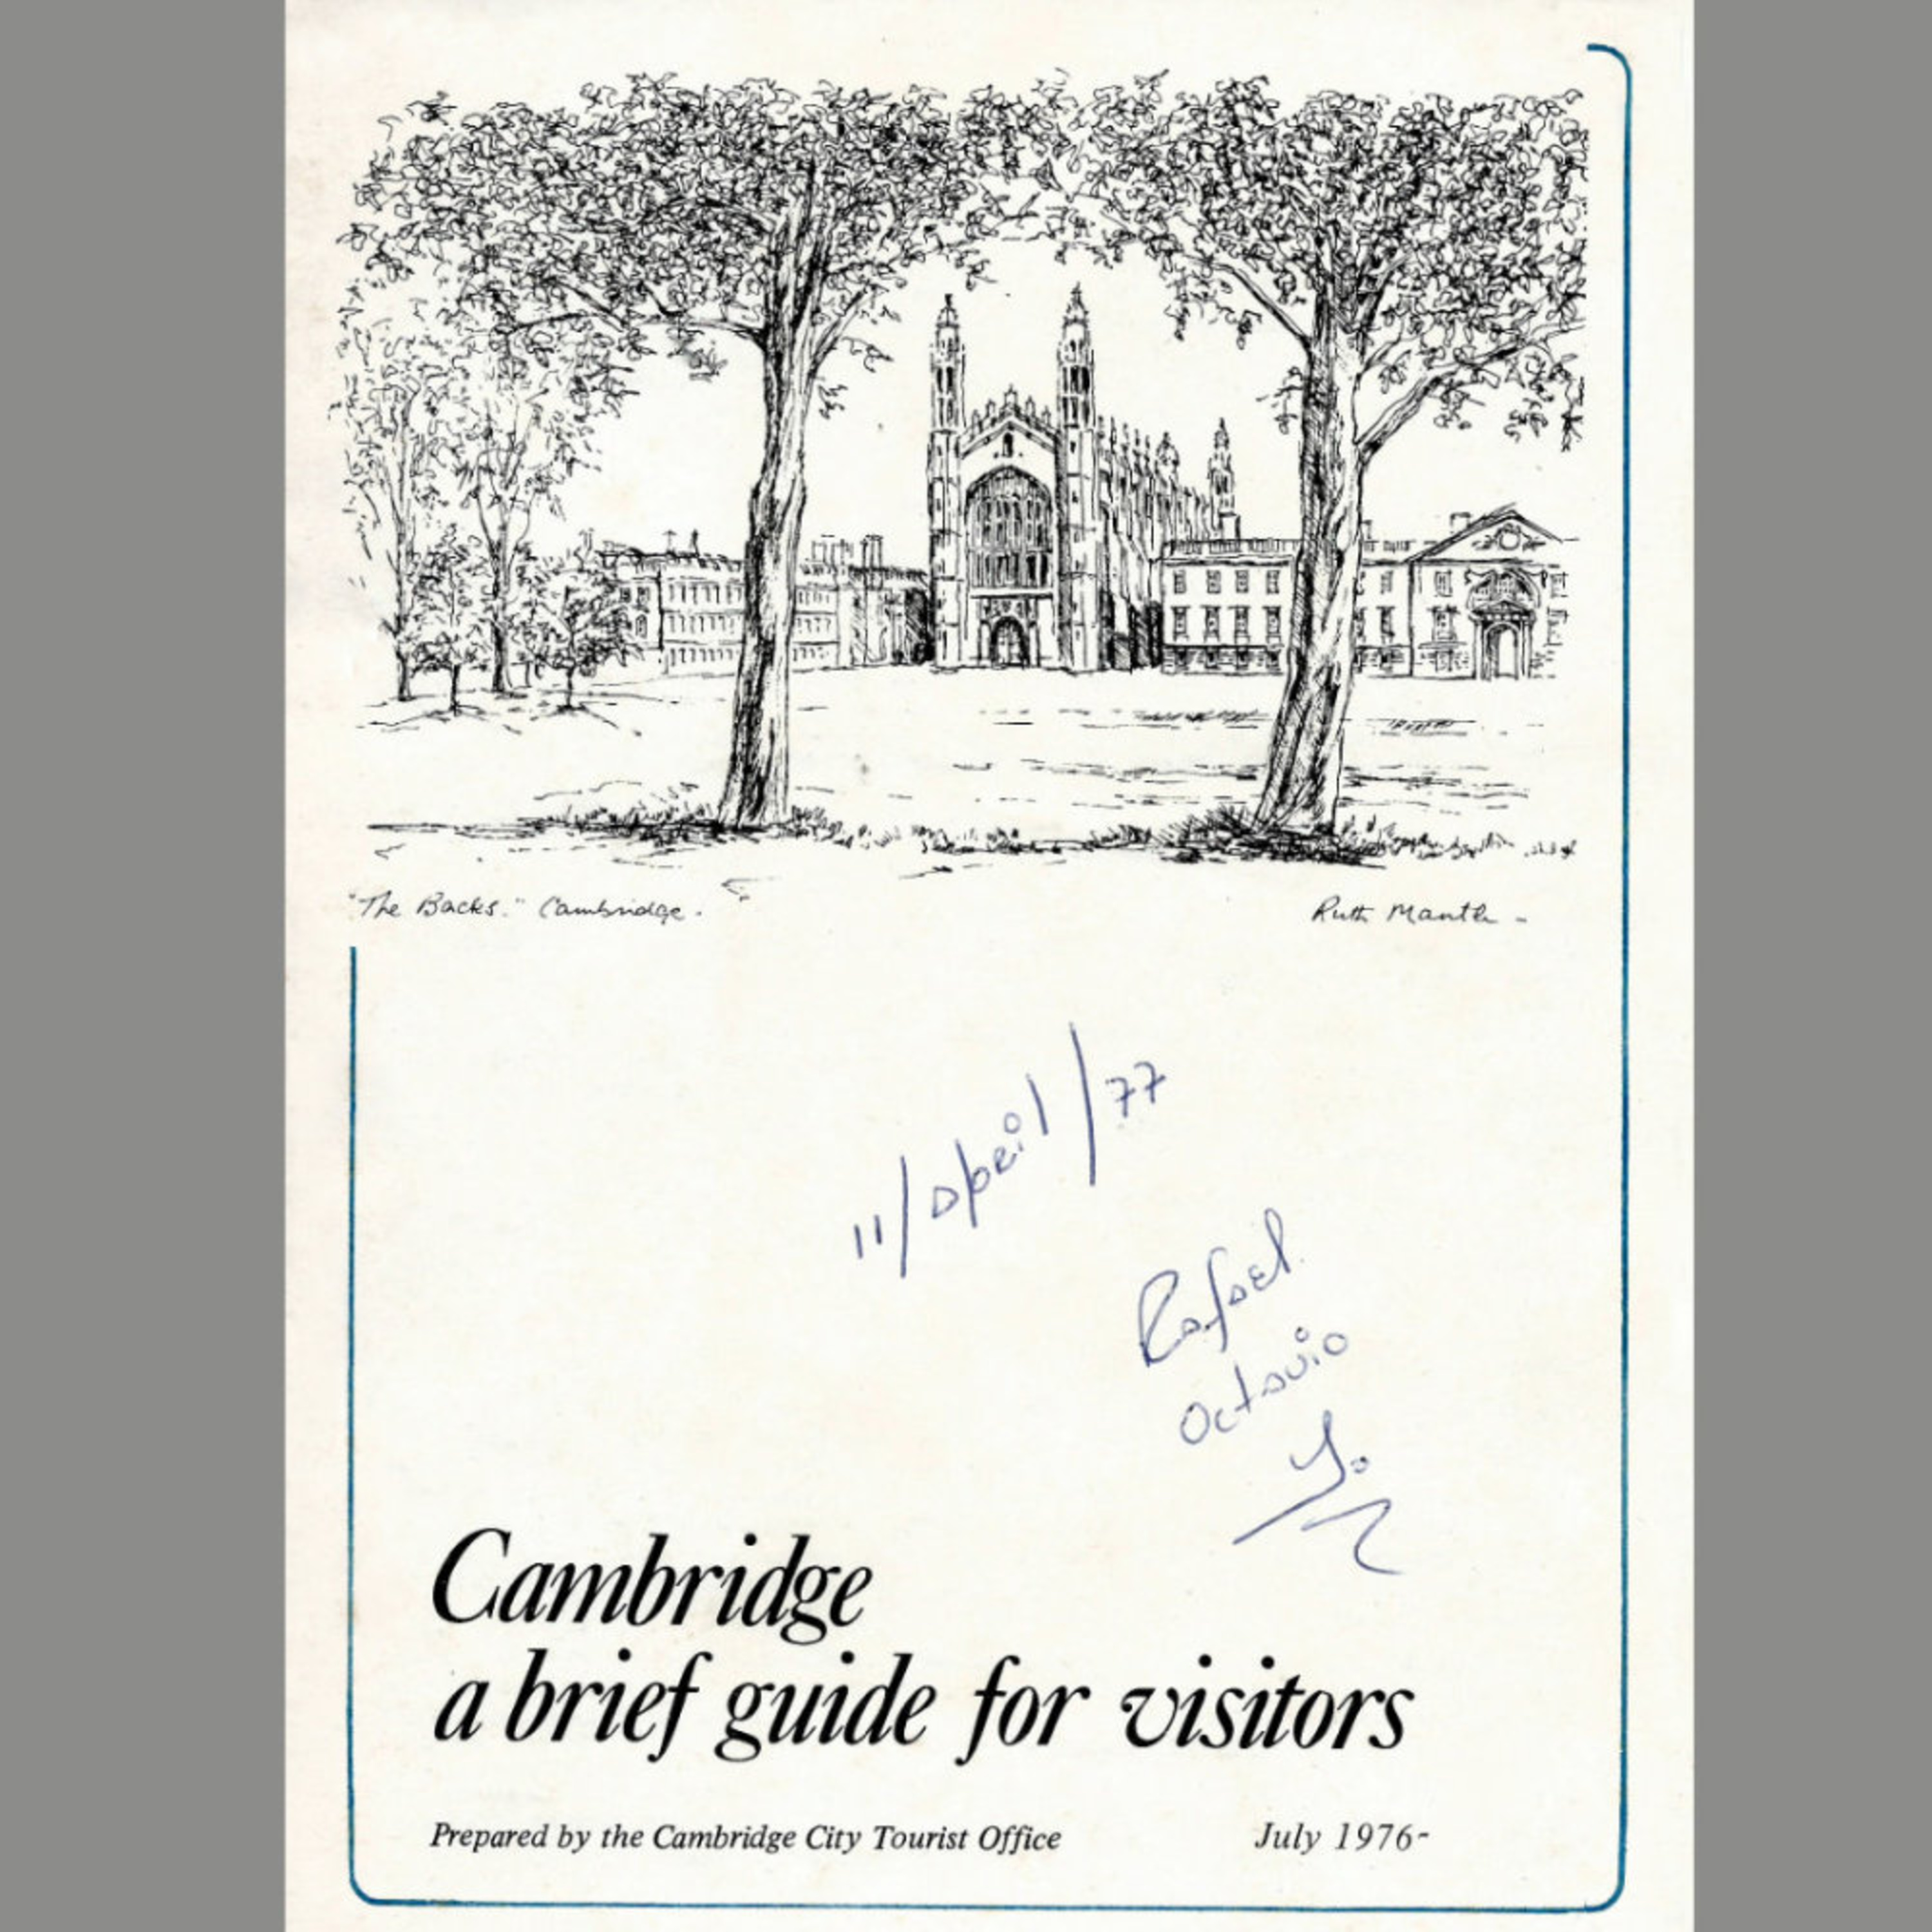 "The Backs." Cambridge.
Ruth Mantle -
11/april/77
Rafael.
Octavio
Cambridge
a brief guide for visitors
Prepared by the Cambridge City Tourist Office
July 1976-